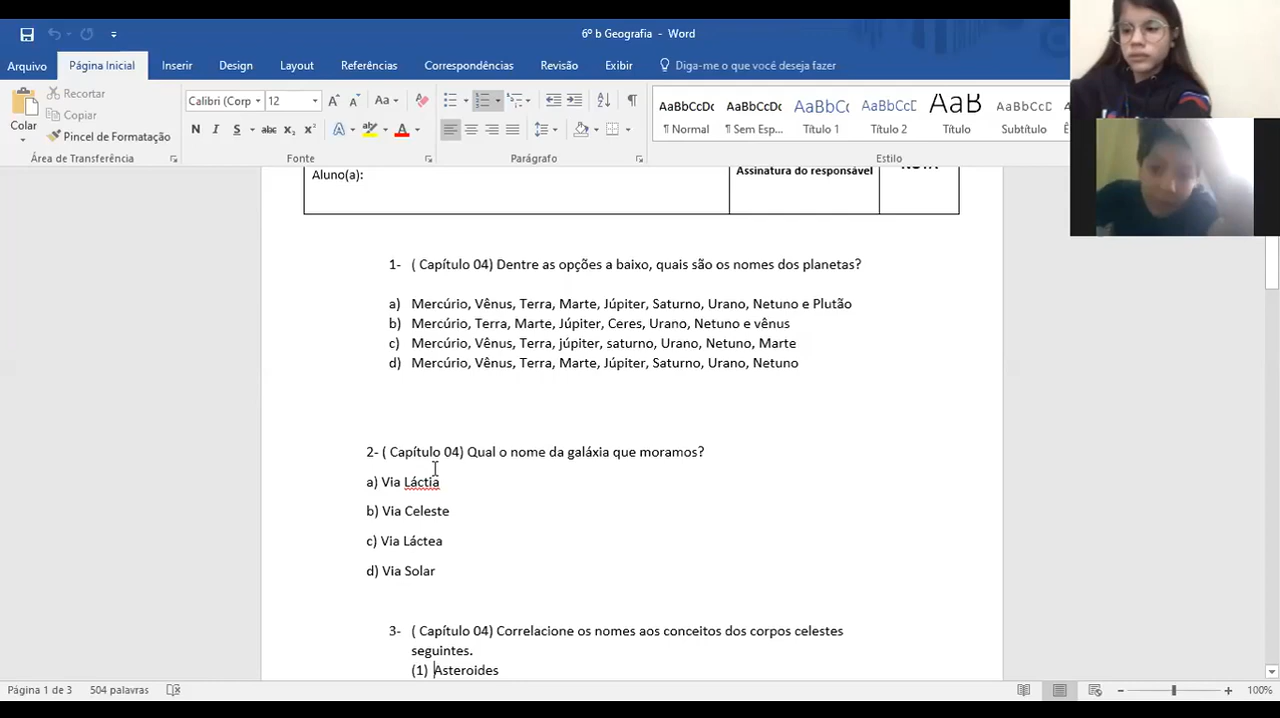 6º b Geografia - Word
Arquivo
Página Inicial
Inserir
Design
Layout
Referências
Correspondências
Revisão
Exibir
Diga-me o que você deseja fazer
Colar
Recortar
Copiar
Pincel de Formatação
Área de Transferência
Calibri (Corp
12
Fonte
Parágrafo
AaBbCcDc
¶ Normal
AaBbCcDc
¶ Sem Esp...
AaBbC
Título 1
AaBbCcD
Título 2
AaB
Título
AaBbCcD
Subtítulo
Estilo
Aluno(a):
Assinatura do responsável
NOTA
1- ( Capítulo 04) Dentre as opções a baixo, quais são os nomes dos planetas?
a) Mercúrio, Vênus, Terra, Marte, Júpiter, Saturno, Urano, Netuno e Plutão
b) Mercúrio, Terra, Marte, Júpiter, Ceres, Urano, Netuno e vênus
c) Mercúrio, Vênus, Terra, júpiter, saturno, Urano, Netuno, Marte
d) Mercúrio, Vênus, Terra, Marte, Júpiter, Saturno, Urano, Netuno
2- ( Capítulo 04) Qual o nome da galáxia que moramos?
a) Via Láctia
b) Via Celeste
c) Via Láctea
d) Via Solar
3- ( Capítulo 04) Correlacione os nomes aos conceitos dos corpos celestes
seguintes.
(1) Asteroides
Página 1 de 3
504 palavras
100%